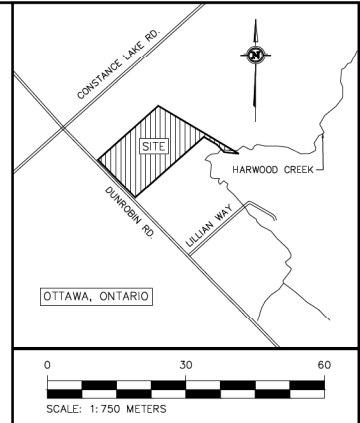 CONSTANCE LAKE RD.
N
SITE
HARWOOD CREEK
DUNROBIN RD.
LILLIAN WAY
OTTAWA, ONTARIO
0 30 60
SCALE: 1:750 METERS